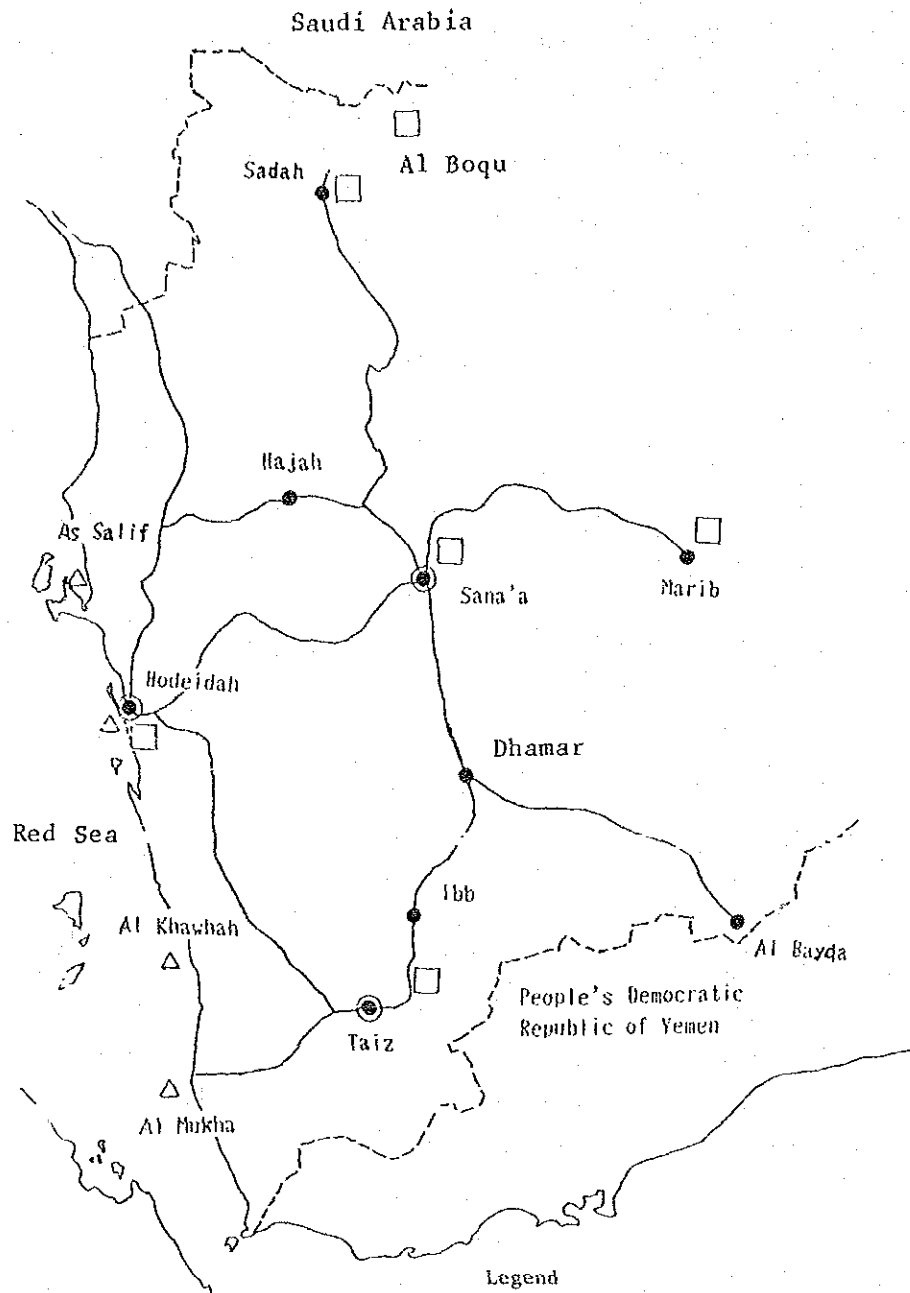 Saudi Arabia
Al Boqu
Sadah
Hajah
As Salif
Sana'a
Marib
Hodeidah
Dhamar
Red Sea
Ibb
Al Khawhah
Al Bayda
People's Democratic
Republic of Yemen
Taiz
Al Mukha
Legend